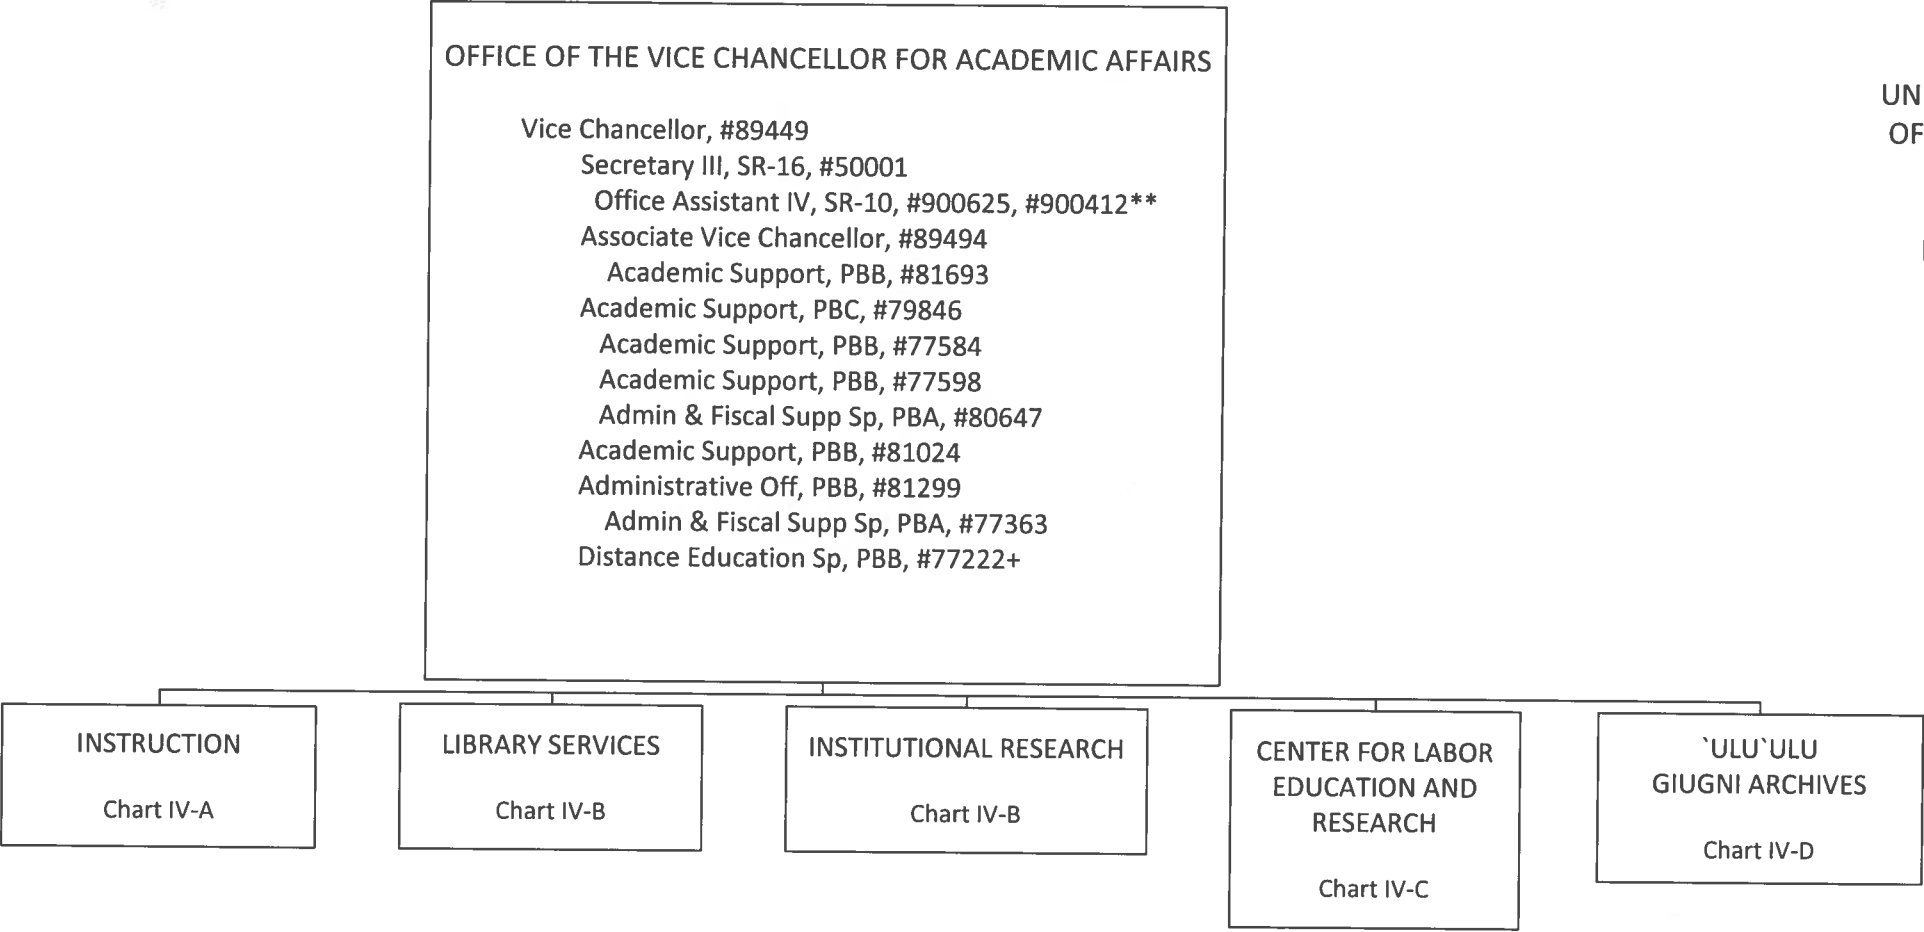 OFFICE OF THE VICE CHANCELLOR FOR ACADEMIC AFFAIRS
Vice Chancellor, #89449
Secretary III, SR-16, #50001
Office Assistant IV, SR-10, #900625, #900412**
Associate Vice Chancellor, #89494
Academic Support, PBB, #81693
Academic Support, PBC, #79846
Academic Support, PBB, #77584
Academic Support, PBB, #77598
Admin & Fiscal Supp Sp, PBA, #80647
Academic Support, PBB, #81024
Administrative Off, PBB, #81299
Admin & Fiscal Supp Sp, PBA, #77363
Distance Education Sp, PBB, #77222+
UN
OF
INSTRUCTION
Chart IV-A
LIBRARY SERVICES
Chart IV-B
INSTITUTIONAL RESEARCH
Chart IV-B
CENTER FOR LABOR
EDUCATION AND
RESEARCH
Chart IV-C
`ULU`ULU
GIUGNI ARCHIVES
Chart IV-D